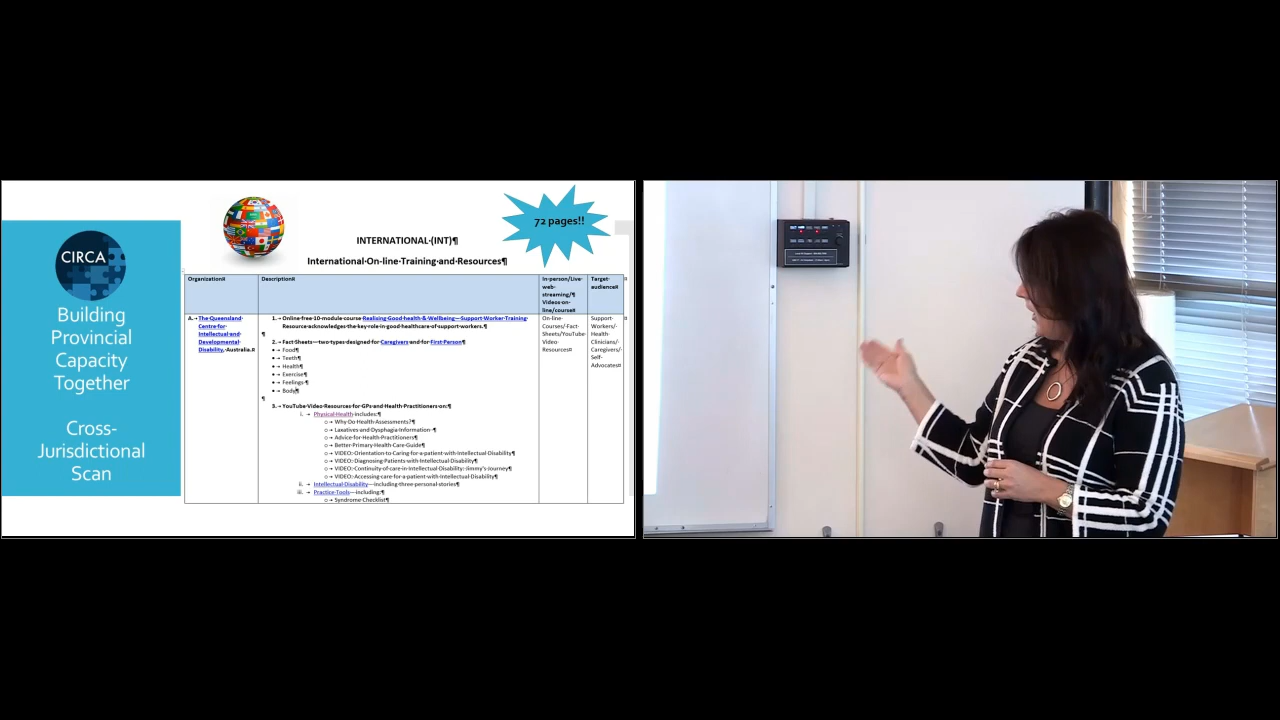 CIRCA
Building
Provincial
Capacity
Together
Cross-
Jurisdictional
Scan
72 pages!!
INTERNATIONAL·(INT)¶
International·On-line·Training·and·Resources¶
Organization¤
Description¤
In-person/Live·
web-
streaming/¶
Videos·on-
line/course¤
Target·
audience¤
A.→The·Queensland·
Centre·for·
Intellectual·and·
Developmental·
Disability,·Australia.¤
1.→Online·free·10-module·course·Realising·Good·health·&·Wellbeing·–·Support·Worker·Training·
Resource·acknowledges·the·key·role·in·good·healthcare·of·support·workers.¶
¶
2.→Fact·Sheets·—·two·types·designed·for·Caregivers·and·for·First·Person¶
•→Food¶
•→Teeth¶
•→Health¶
•→Exercise¶
•→Feelings·¶
•→Body¶
¶
3.→YouTube·Video·Resources·for·GPs·and·Health·Practitioners·on:¶
i.→Physical·Health·includes:¶
o→Why·Do·Health·Assessments?¶
o→Laxatives·and·Dysphagia·Information··¶
o→Advice·for·Health·Practitioners¶
o→Better·Primary·Health·Care·Guide¶
o→VIDEO:·Orientation·to·Caring·for·a·patient·with·Intellectual·Disability¶
o→VIDEO:·Diagnosing·Patients·with·Intellectual·Disability¶
o→VIDEO:·Continuity·of·care·in·Intellectual·Disability:·Jimmy's·Journey¶
o→VIDEO:·Accessing·care·for·a·patient·with·Intellectual·Disability¶
ii.→Intellectual·Disability·—·including·three·personal·stories¶
iii.→Practice·Tools·—·including:¶
o→Syndrome·Checklist¶
On-line·
Courses/·Fact·
Sheets/YouTube·
Video·
Resources¤
Support·
Workers/·
Health·
Clinicians/·
Caregivers/·
Self-
Advocates¤